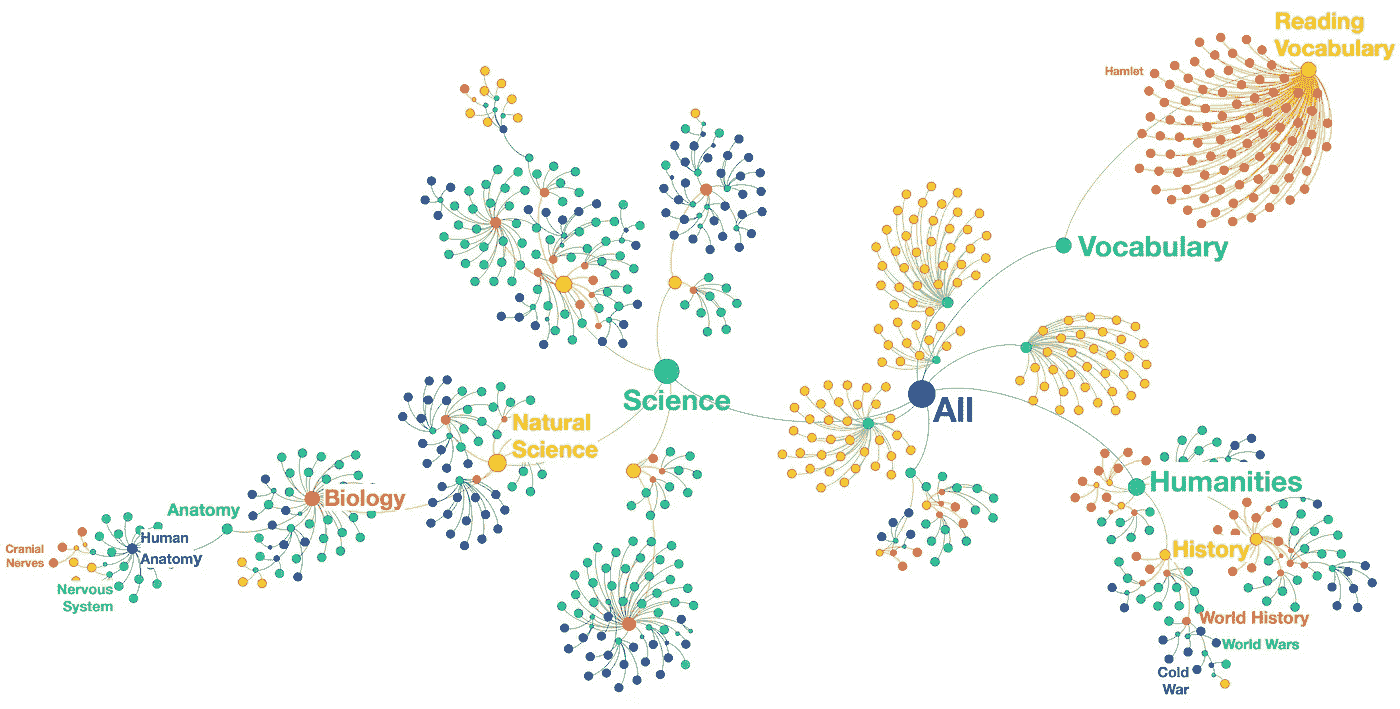 Reading
Vocabulary
Hamlet
Vocabulary
Science
All
Natural
Science
Humanities
Biology
Anatomy
Human
Anatomy
Cranial
Nerves
Nervous
System
History
World History
World Wars
Cold
War